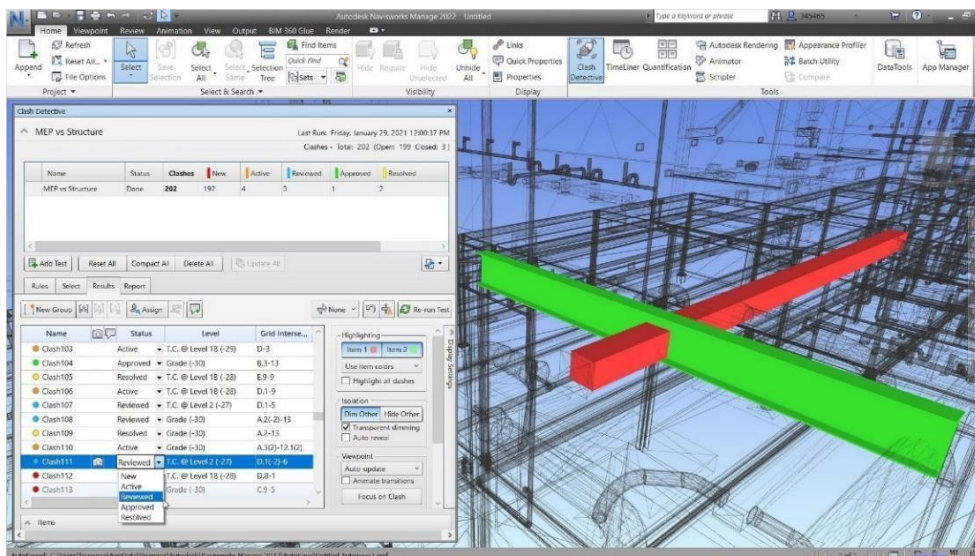 Autodesk Navisworks Manage 2022 Untitled
Type a keyword or phrase
345465
Home Viewpoint Review Animation View Output BIM 360 Glue Render
Append
Refresh
Reset All...
File Options
Select
Save Selection
Select All
Select Same
Selection Tree
Find Items
Quick Find
Sets
Hide
Require
Hide Unselected
Unhide All
Links
Quick Properties
Properties
Clash Detective
TimeLiner
Quantification
Autodesk Rendering
Animator
Scripter
Appearance Profiler
Batch Utility
Compare
DataTools
App Manager
Project
Select & Search
Visibility
Display
Tools
Clash Detective
MEP vs Structure
Last Run: Friday, January 29, 2021 12:00:37 PM
Clashes - Total: 202 (Open: 199 Closed: 3)
Name Status Clashes New Active Reviewed Approved Resolved
MEP vs Structure Done 202 192 4 3 1 2
Add Test Reset All Compact All Delete All Update All
Rules Select Results Report
New Group Assign None Re-run Test
Name Status Level Grid Interse...
Clash103 Active T.C. @ Level 1B (-29) D-3
Clash104 Approved Grade (-30) B.3-13
Clash105 Resolved T.C. @ Level 1B (-28) E.9-9
Clash106 Active T.C. @ Level 1B (-28) D.1-9
Clash107 Reviewed T.C. @ Level 2 (-27) D.1-5
Clash108 Reviewed Grade (-30) A.2(-2)-13
Clash109 Resolved Grade (-30) A.2-13
Clash110 Active Grade (-30) A.3(2)-12.1(2)
Clash111 Reviewed T.C. @ Level 2 (-27) D.1(-2)-6
Clash112 T.C. @ Level 1B (-28) D.8-1
Clash113 Grade (-30) C.9-5
New
Active
Reviewed
Approved
Resolved
Highlighting
Item 1 Item 2
Use item colors
Highlight all clashes
Isolation
Dim Other Hide Other
Transparent dimming
Auto reveal
Viewpoint
Auto-update
Animate transitions
Focus on Clash
Display Settings
Items